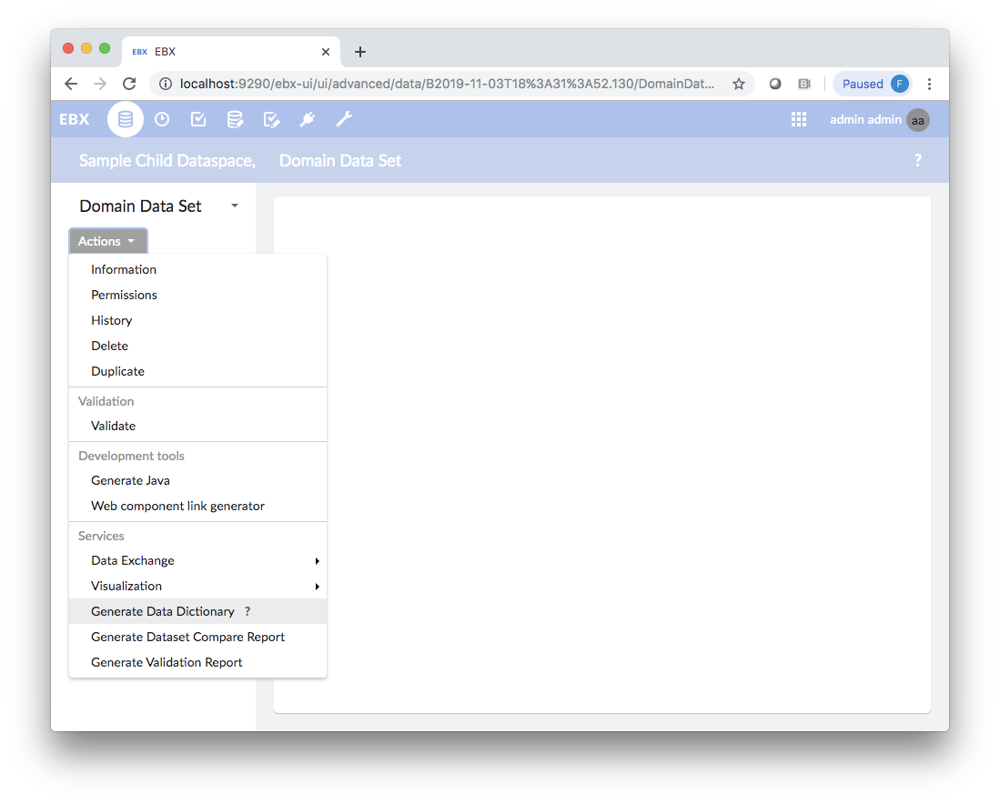 EBX EBX
localhost:9290/ebx-ui/ui/advanced/data/B2019-11-03T18%3A31%3A52.130/DomainDat...
Paused F
EBX
admin admin aa
Sample Child Dataspace, Domain Data Set ?
Domain Data Set
Actions
Information
Permissions
History
Delete
Duplicate
Validation
Validate
Development tools
Generate Java
Web component link generator
Services
Data Exchange
Visualization
Generate Data Dictionary ?
Generate Dataset Compare Report
Generate Validation Report